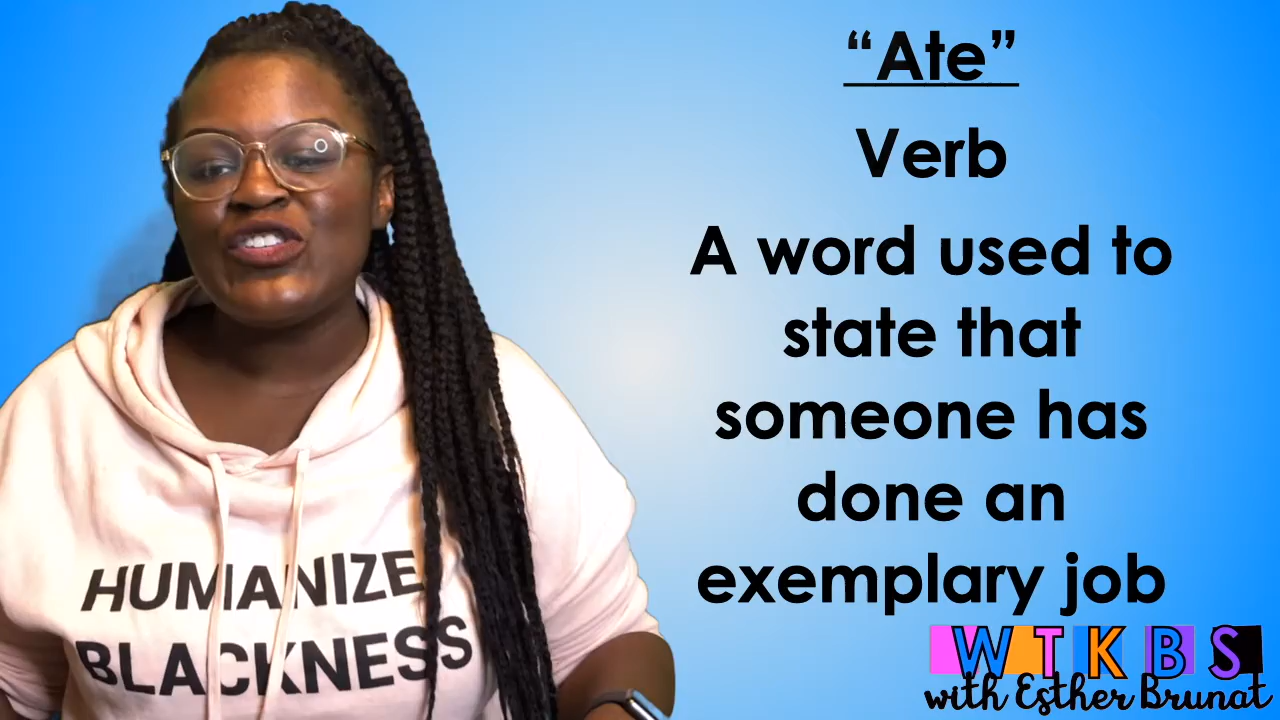 “Ate”
Verb
A word used to
state that
someone has
done an
exemplary job
HUMANIZE
BLACKNESS
WTKBS
with Esther Brunat